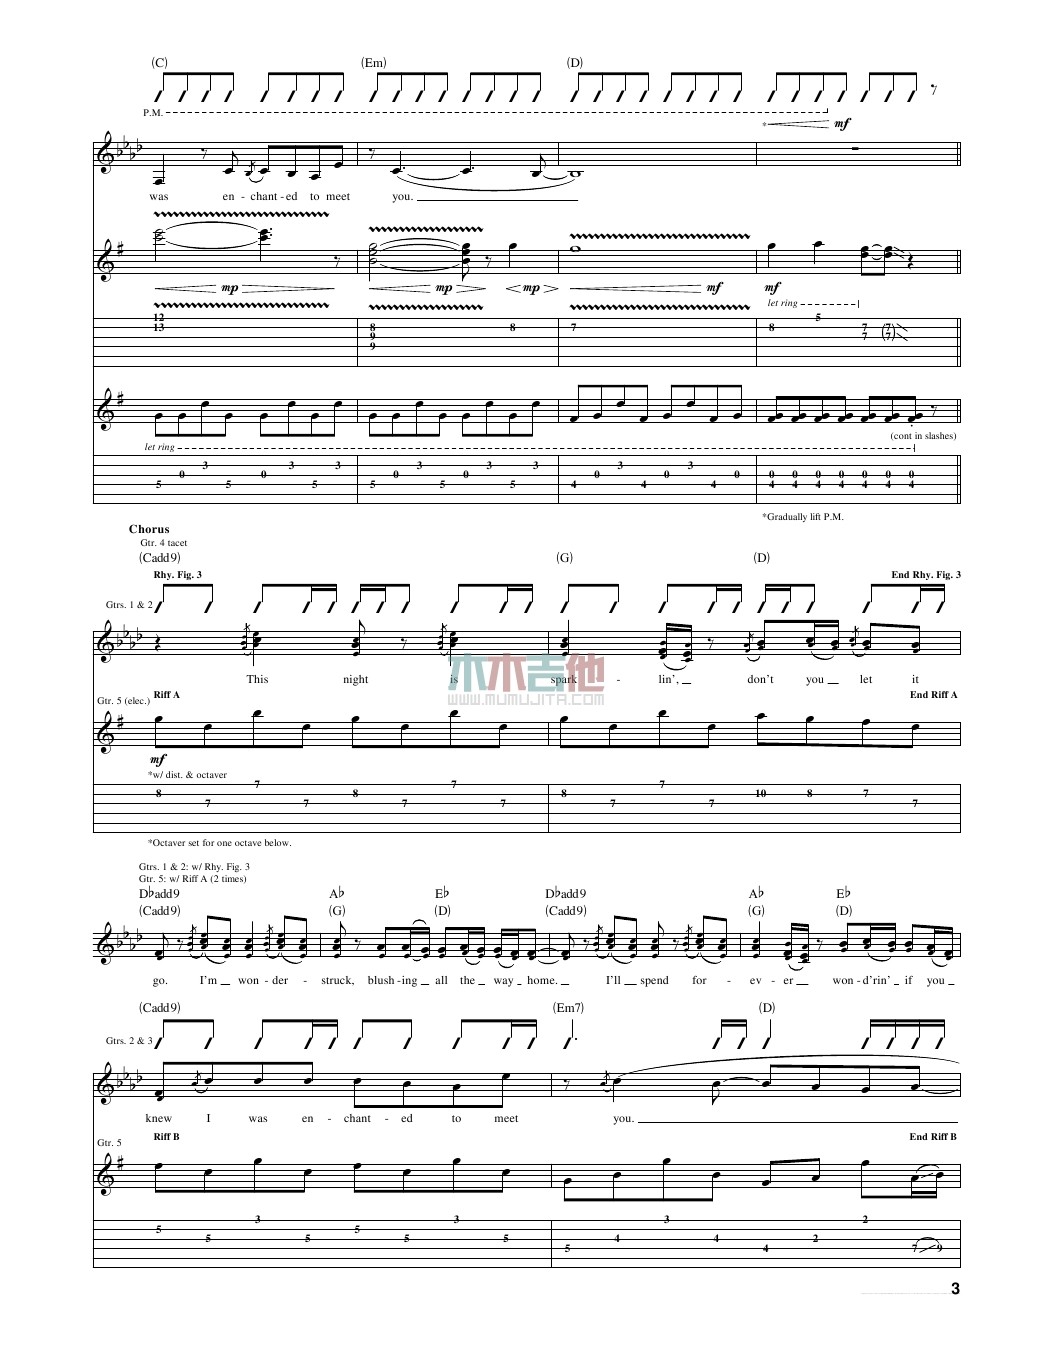 (C) (Em) (D)
P.M.
* mf
was en - chant - ed to meet you.
mp mp mp mf mf
let ring
12 8 8 7 8 5 7 (7)
13 9 7 7
9
let ring
(cont in slashes)
3 3 3 3 3 3 3 3
0 0 0 0 0 0 0 0 0 0 0 0 0 0
5 5 5 5 5 5 4 4 4 4 4 4 4 4 4 4
*Gradually lift P.M.
Chorus
Gtr. 4 tacet
(Cadd9) (G) (D)
Rhy. Fig. 3 End Rhy. Fig. 3
Gtrs. 1 & 2
This night is spark - lin', don't you let it
木木吉他
WWW.MUMUJITA.COM
Gtr. 5 (elec.) Riff A End Riff A
mf
*w/ dist. & octaver
8 7 7 7 8 7 7 7 8 7 7 7 10 8 7 7
*Octaver set for one octave below.
Gtrs. 1 & 2: w/ Rhy. Fig. 3
Gtr. 5: w/ Riff A (2 times)
D♭add9 A♭ E♭ D♭add9 A♭ E♭
(Cadd9) (G) (D) (Cadd9) (G) (D)
go. I'm won - der - struck, blush - ing all the way home. I'll spend for - ev - er won - d'rin' if you
(Cadd9) (Em7) (D)
Gtrs. 2 & 3
knew I was en - chant - ed to meet you.
Gtr. 5 Riff B End Riff B
5 5 3 5 5 5 3 5 5 4 3 4 4 2 2 7 9
3